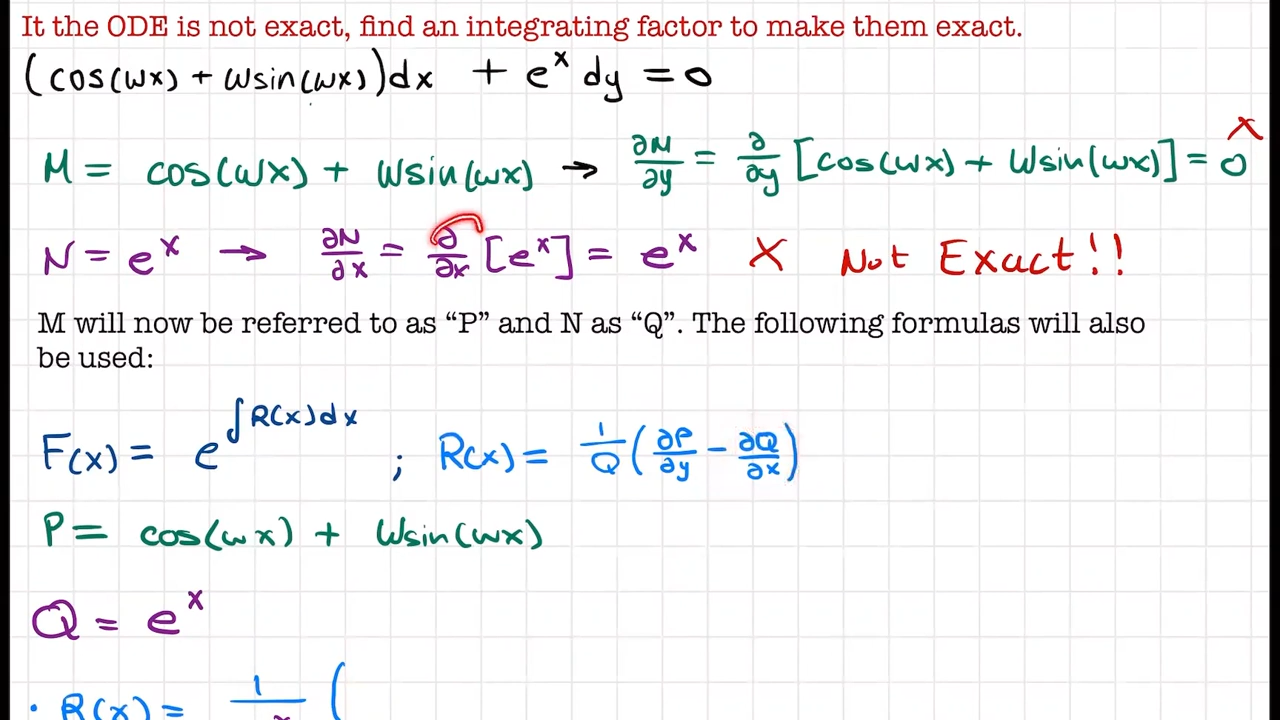 It the ODE is not exact, find an integrating factor to make them exact.
(cos(wx) + wsin(wx))dx + e^x dy = 0
M = cos(wx) + wsin(wx) → ∂M/∂y = ∂/∂y [cos(wx) + wsin(wx)] = 0 X
N = e^x → ∂N/∂x = ∂/∂x [e^x] = e^x X Not Exact!!
M will now be referred to as “P” and N as “Q”. The following formulas will also
be used:
F(x) = e^∫R(x)dx ; R(x) = 1/Q (∂P/∂y - ∂Q/∂x)
P = cos(wx) + wsin(wx)
Q = e^x
· R(x) = 1/ (